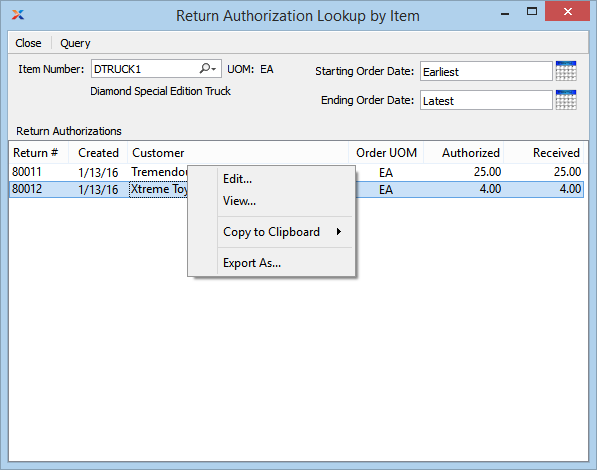 Return Authorization Lookup by Item
Close Query
Item Number: DTRUCK1 UOM: EA Starting Order Date: Earliest
Diamond Special Edition Truck
Ending Order Date: Latest
Return Authorizations
Return # Created Customer Order UOM Authorized Received
80011 1/13/16 Tremendou EA 25.00 25.00
80012 1/13/16 Xtreme Toy EA 4.00 4.00
Edit...
View...
Copy to Clipboard
Export As...